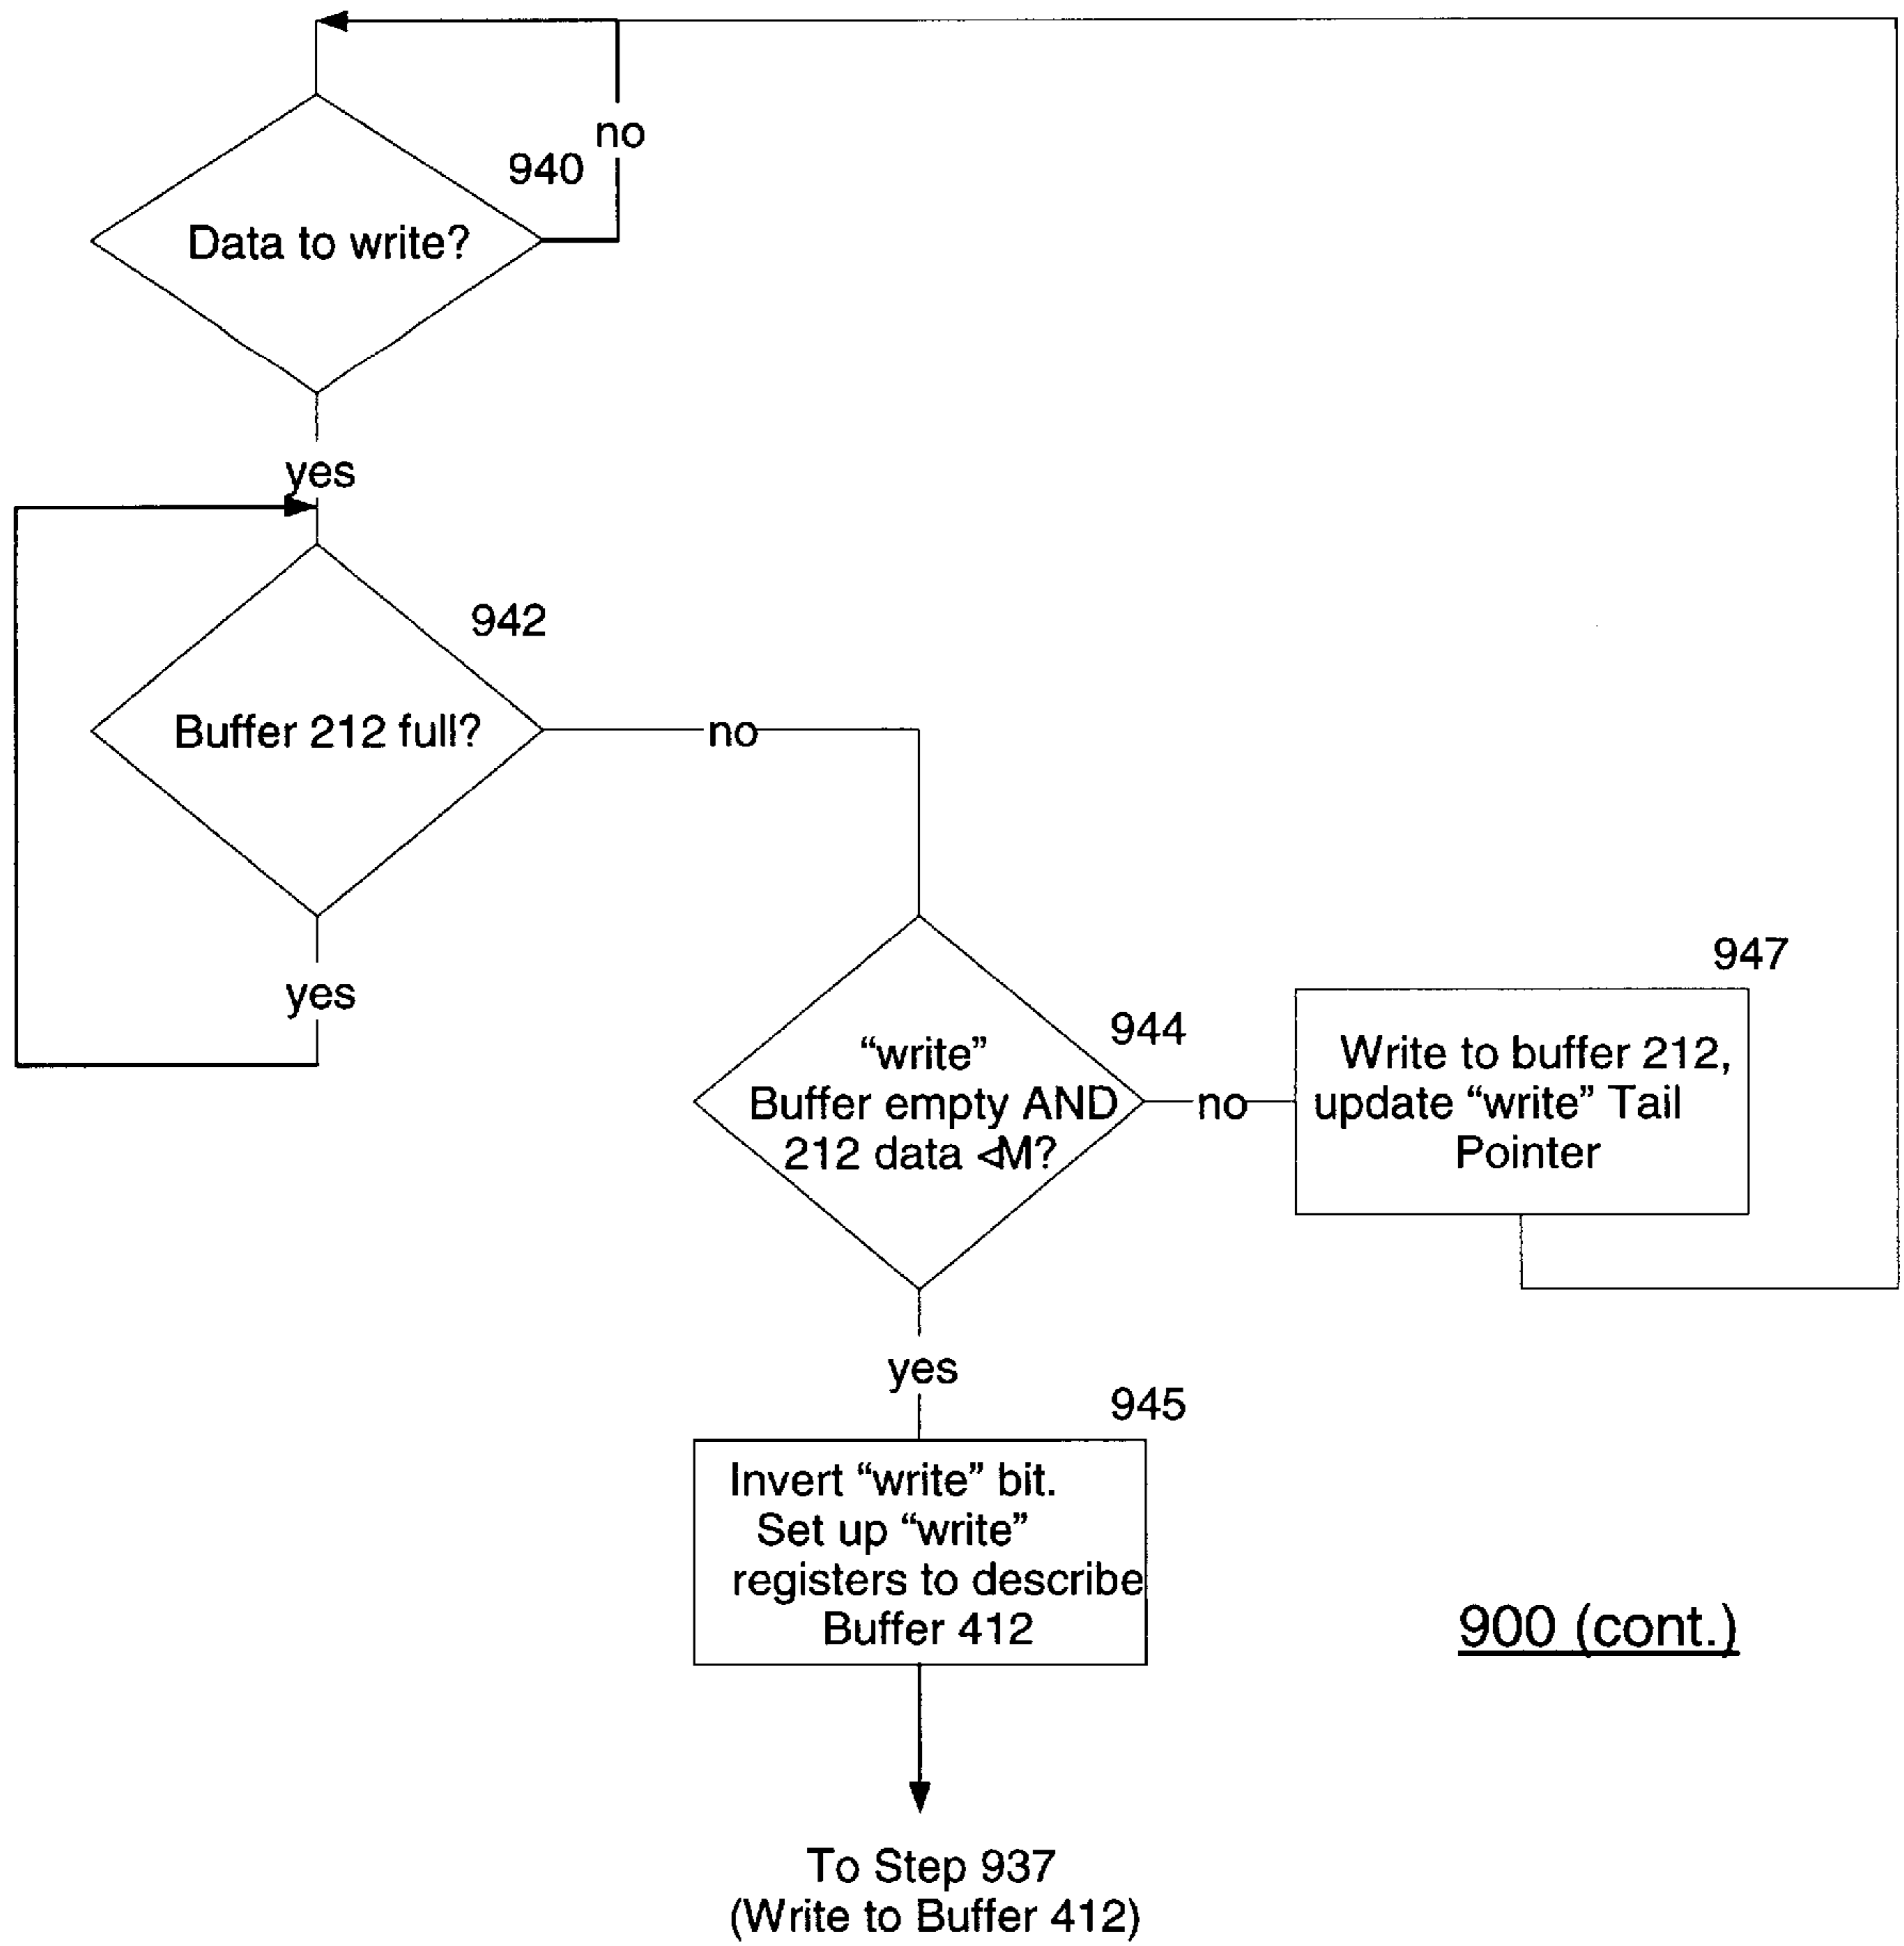 no
940
Data to write?
yes
942
Buffer 212 full?
no
yes
947
944
“write”
Buffer empty AND
212 data <M?
no
Write to buffer 212,
update “write” Tail
Pointer
yes
945
Invert “write” bit.
Set up “write”
registers to describe
Buffer 412
900 (cont.)
To Step 937
(Write to Buffer 412)